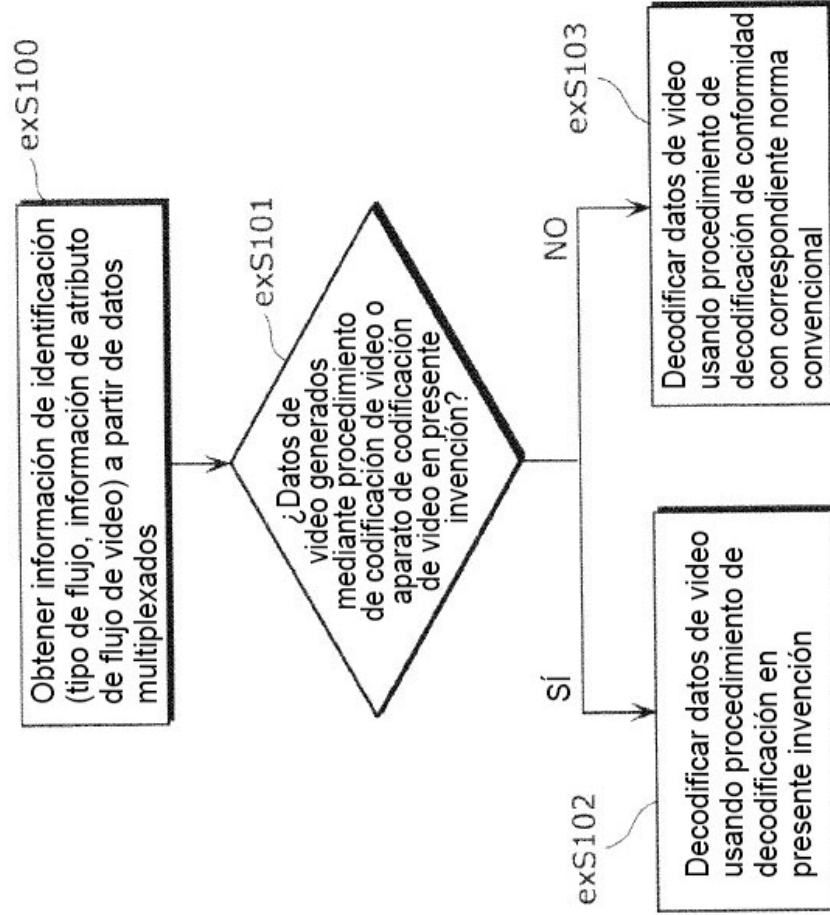 exS100
Obtener información de identificación
(tipo de flujo, información de atributo
de flujo de video) a partir de datos
multiplexados
exS101
¿Datos de
video generados
mediante procedimiento
de codificación de video o
aparato de codificación
de video en presente
invención?
SÍ
NO
exS102
Decodificar datos de video
usando procedimiento de
decodificación en
presente invención
exS103
Decodificar datos de video
usando procedimiento de
decodificación de conformidad
con correspondiente norma
convencional